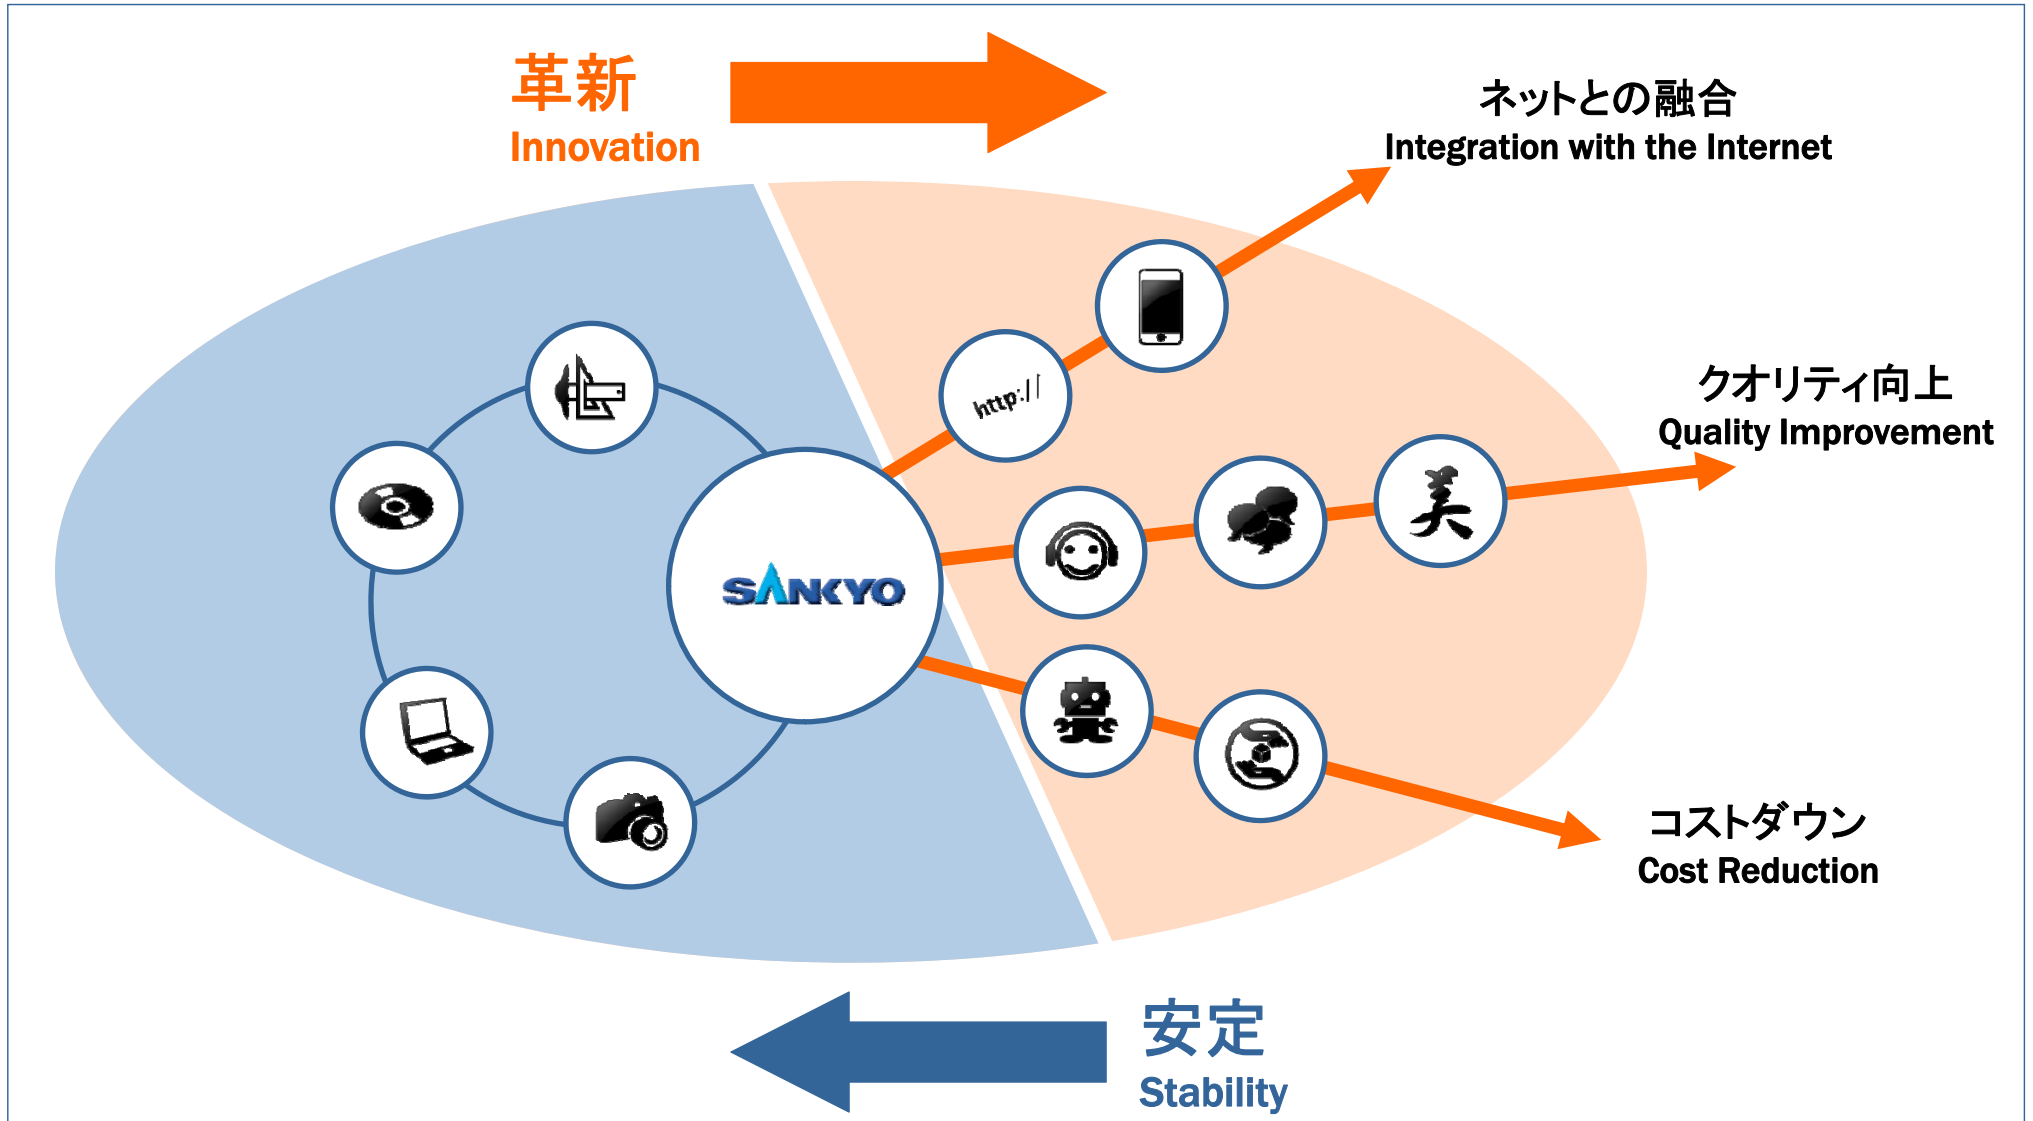 革新
Innovation
ネットとの融合
Integration with the Internet
http://
クオリティ向上
Quality Improvement
美
SANKYO
コストダウン
Cost Reduction
安定
Stability